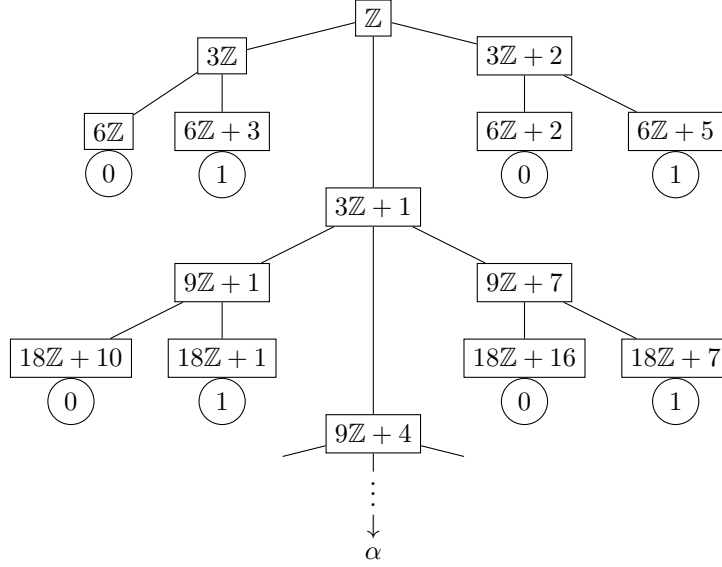 ℤ
3ℤ 3ℤ + 2
6ℤ 6ℤ + 3 6ℤ + 2 6ℤ + 5
0 1 0 1
3ℤ + 1
9ℤ + 1 9ℤ + 7
18ℤ + 10 18ℤ + 1 18ℤ + 16 18ℤ + 7
0 1 0 1
9ℤ + 4
⋮
α